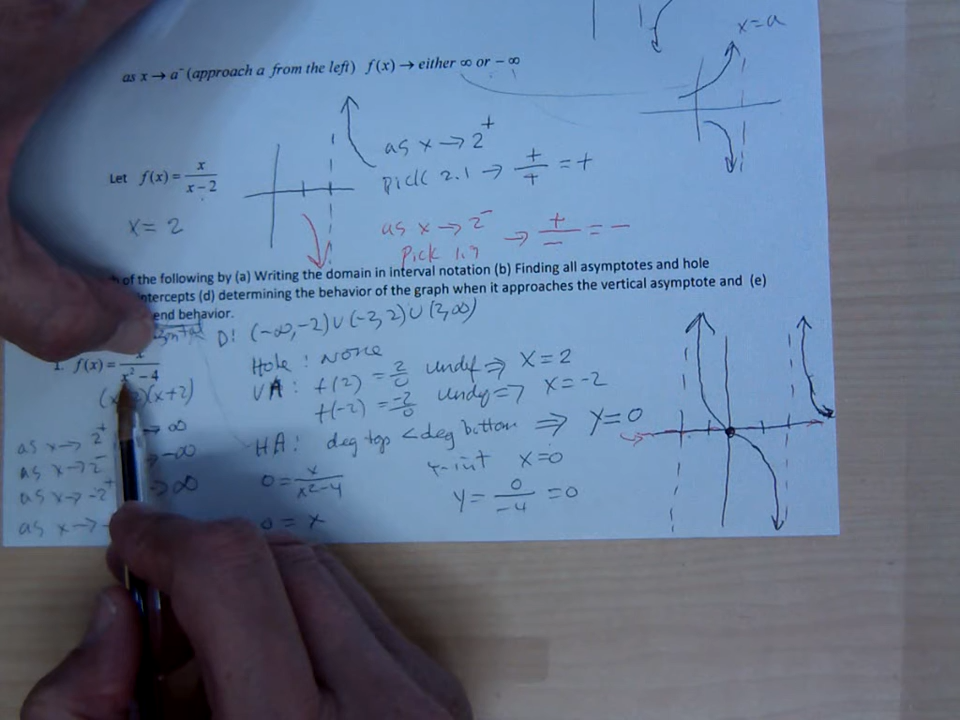 x=a
as x → a⁻ (approach a from the left) f(x) → either ∞ or −∞
as x → 2⁺
Let f(x) = x/(x−2)
pick 2.1 → +/+ = +
x = 2
as x → 2⁻ → +/− = −
Pick 1.9
of the following by (a) Writing the domain in interval notation (b) Finding all asymptotes and hole
intercepts (d) determining the behavior of the graph when it approaches the vertical asymptote and (e)
end behavior.
D: (-∞,-2)∪(-2,2)∪(2,∞)
Hole: none
f(x) = x/(x²−4)
VA: f(2) = 2/0 undef ⇒ x = 2
(x+2)
f(-2) = -2/0 undef ⇒ x = -2
HA: deg top < deg bottom ⇒ y=0
as x → 2⁺ → ∞
as x → 2⁻ → -∞
as x → -2⁺ → ∞
as x →
0 = x/(x²-4)
0 = x
Y-int x=0
y = 0/-4 = 0